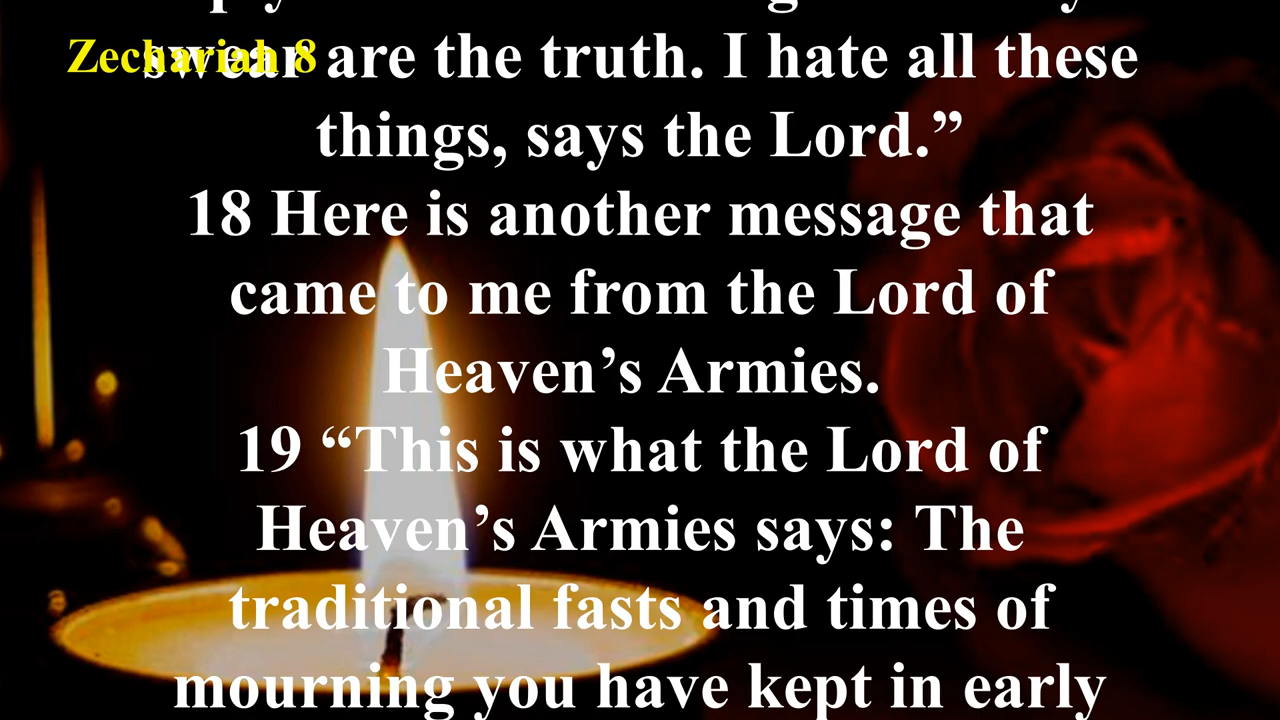 Zechariah 8
swear are the truth. I hate all these
things, says the Lord.”
18 Here is another message that
came to me from the Lord of
Heaven’s Armies.
19 “This is what the Lord of
Heaven’s Armies says: The
traditional fasts and times of
mourning you have kept in early